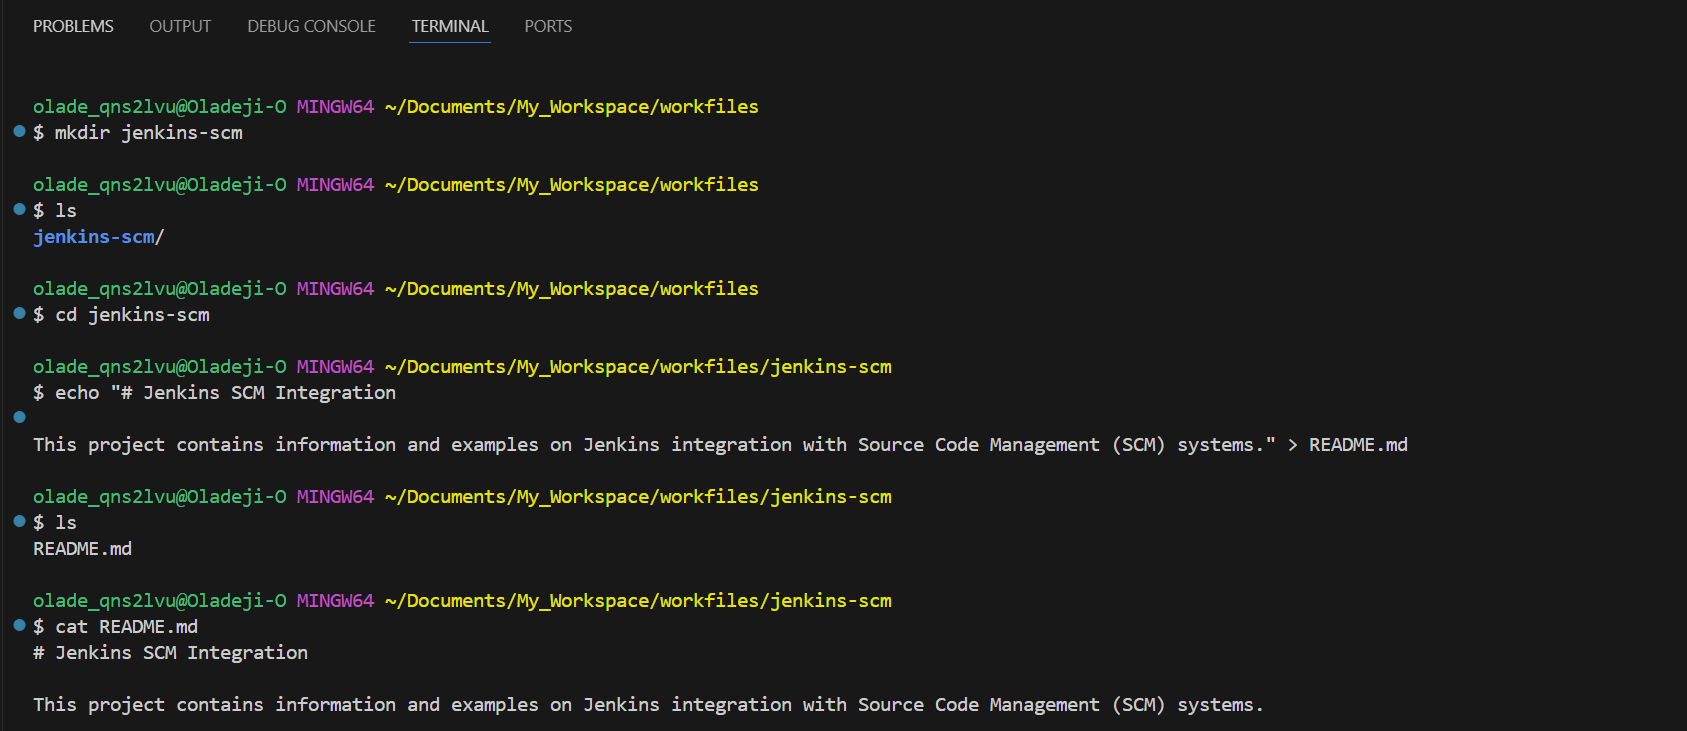 PROBLEMS OUTPUT DEBUG CONSOLE TERMINAL PORTS
olade_qns2lvu@Oladeji-O MINGW64 ~/Documents/My_Workspace/workfiles
$ mkdir jenkins-scm
olade_qns2lvu@Oladeji-O MINGW64 ~/Documents/My_Workspace/workfiles
$ ls
jenkins-scm/
olade_qns2lvu@Oladeji-O MINGW64 ~/Documents/My_Workspace/workfiles
$ cd jenkins-scm
olade_qns2lvu@Oladeji-O MINGW64 ~/Documents/My_Workspace/workfiles/jenkins-scm
$ echo "# Jenkins SCM Integration
This project contains information and examples on Jenkins integration with Source Code Management (SCM) systems." > README.md
olade_qns2lvu@Oladeji-O MINGW64 ~/Documents/My_Workspace/workfiles/jenkins-scm
$ ls
README.md
olade_qns2lvu@Oladeji-O MINGW64 ~/Documents/My_Workspace/workfiles/jenkins-scm
$ cat README.md
# Jenkins SCM Integration
This project contains information and examples on Jenkins integration with Source Code Management (SCM) systems.